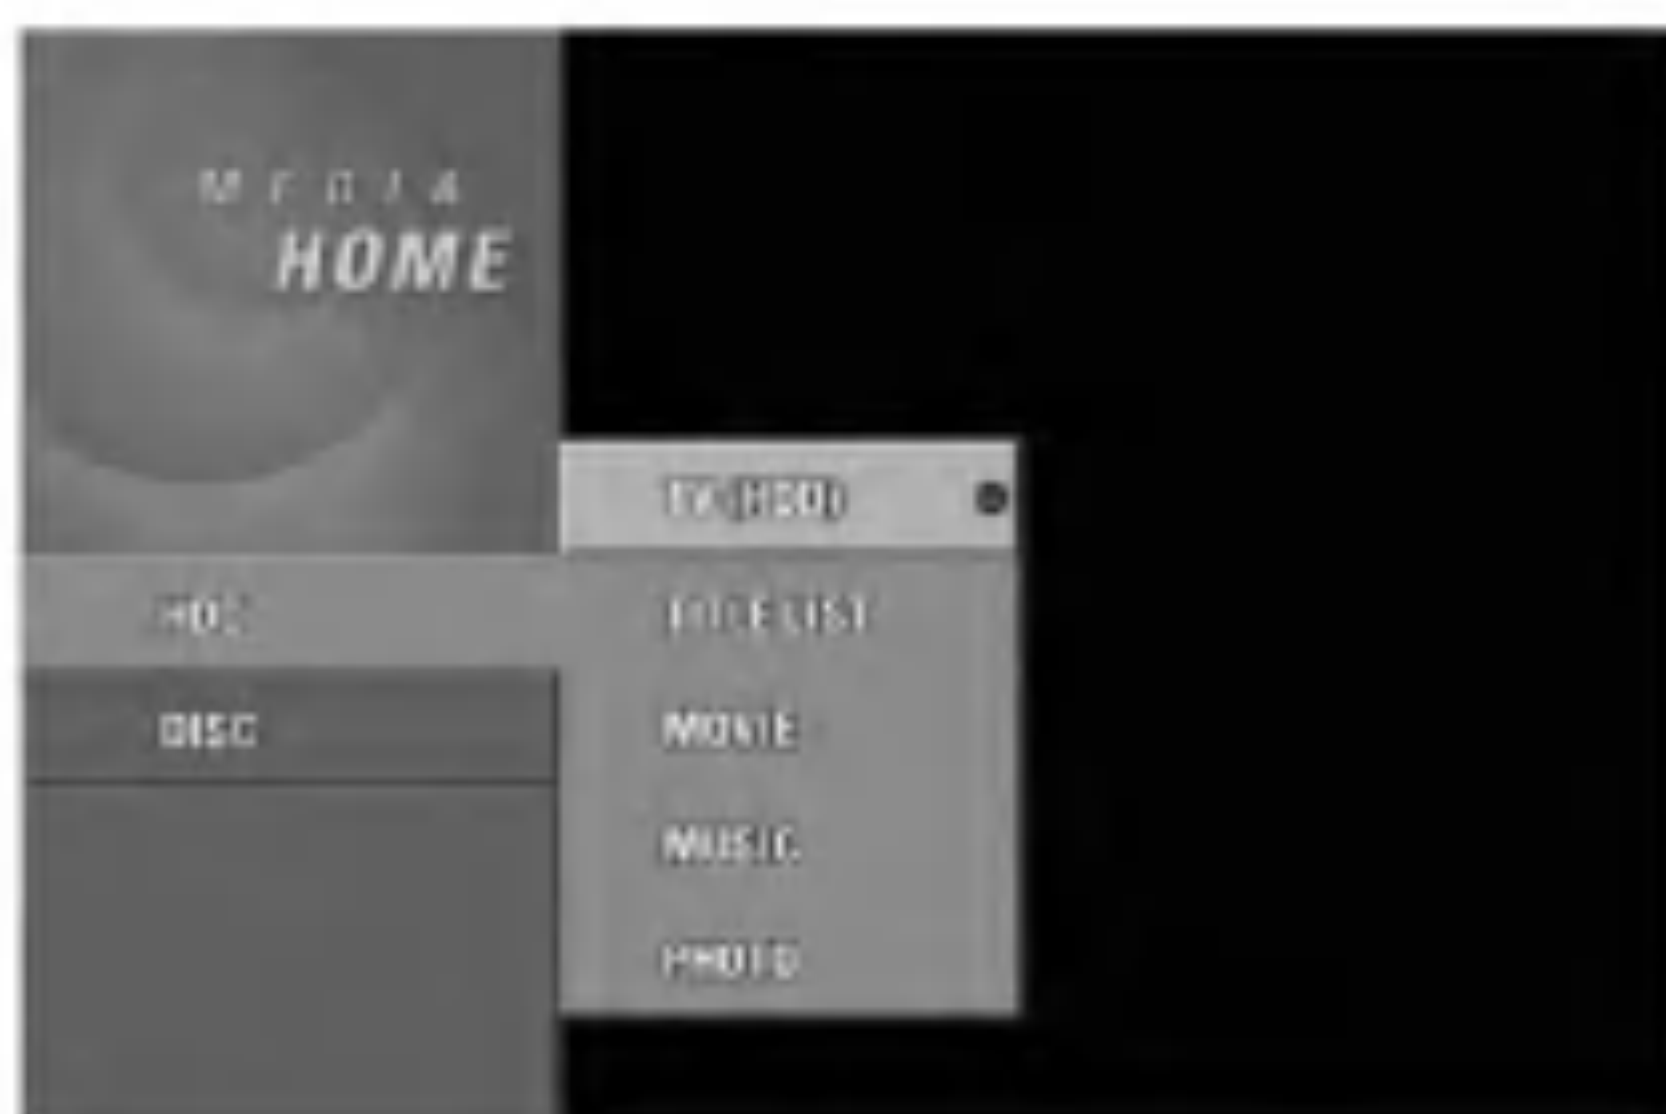 MEDIA
HOME
TV (HDD)
HDD
TITLE LIST
DISC
MOVIE
MUSIC
PHOTO